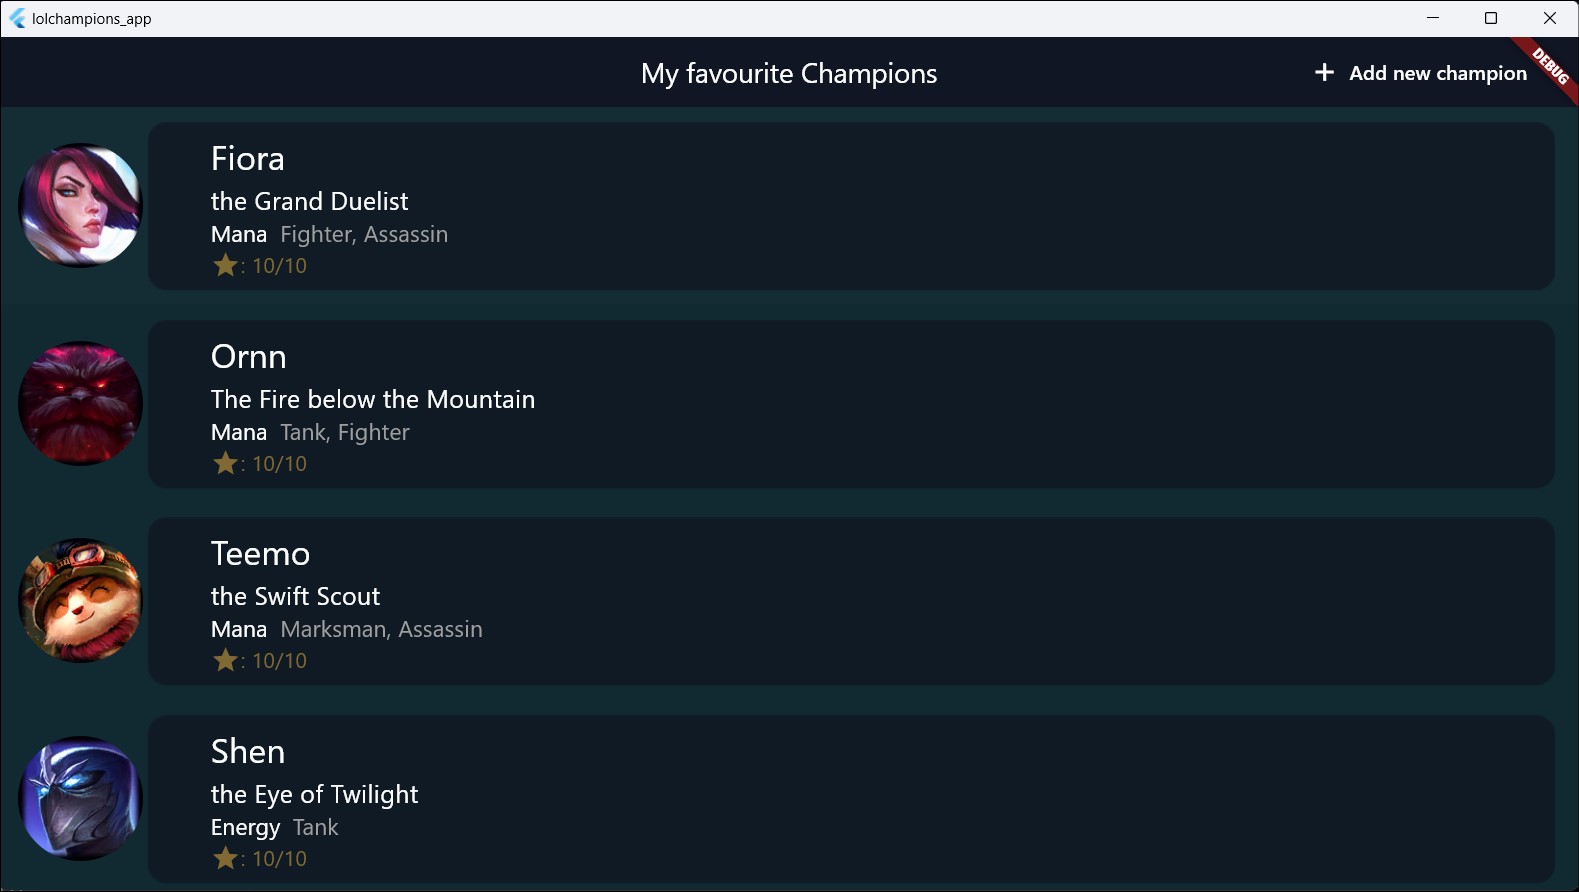 lolchampions_app
My favourite Champions
+ Add new champion
DEBUG
Fiora
the Grand Duelist
Mana Fighter, Assassin
★: 10/10
Ornn
The Fire below the Mountain
Mana Tank, Fighter
★: 10/10
Teemo
the Swift Scout
Mana Marksman, Assassin
★: 10/10
Shen
the Eye of Twilight
Energy Tank
★: 10/10